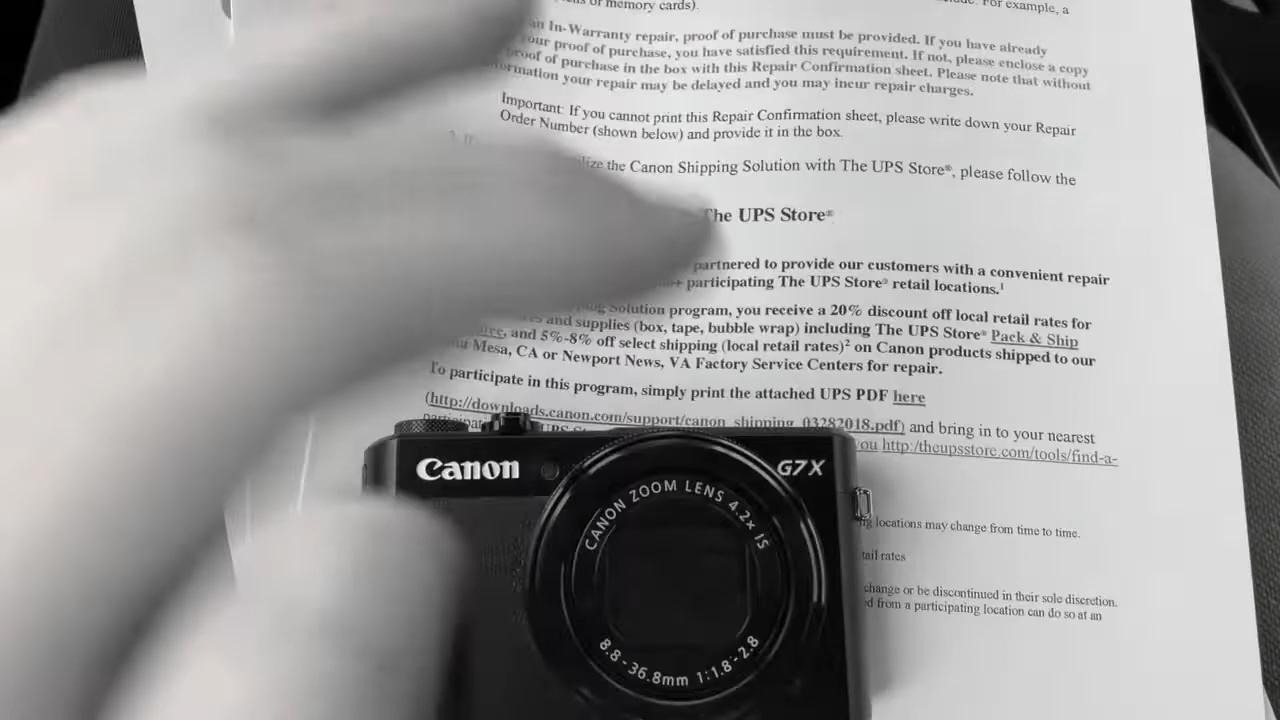 or memory cards).
For example, a
an In-Warranty repair, proof of purchase must be provided. If you have already
your proof of purchase, you have satisfied this requirement. If not, please enclose a copy
proof of purchase in the box with this Repair Confirmation sheet. Please note that without
your repair may be delayed and you may incur repair charges.
Important: If you cannot print this Repair Confirmation sheet, please write down your Repair
Order Number (shown below) and provide it in the box.
the Canon Shipping Solution with The UPS Store®, please follow the
The UPS Store®
partnered to provide our customers with a convenient repair
participating The UPS Store® retail locations.¹
Solution program, you receive a 20% discount off local retail rates for
and supplies (box, tape, bubble wrap) including The UPS Store® Pack & Ship
and 5%-8% off select shipping (local retail rates)² on Canon products shipped to our
Mesa, CA or Newport News, VA Factory Service Centers for repair.
To participate in this program, simply print the attached UPS PDF here
(http://downloads.canon.com/support/canon_shipping_03282018.pdf) and bring in to your nearest
you http:/theupsstore.com/tools/find-a-
locations may change from time to time.
rates
change or be discontinued in their sole discretion.
from a participating location can do so at an
Canon
G7X
CANON ZOOM LENS 4.2x IS
8.8-36.8mm 1:1.8-2.8